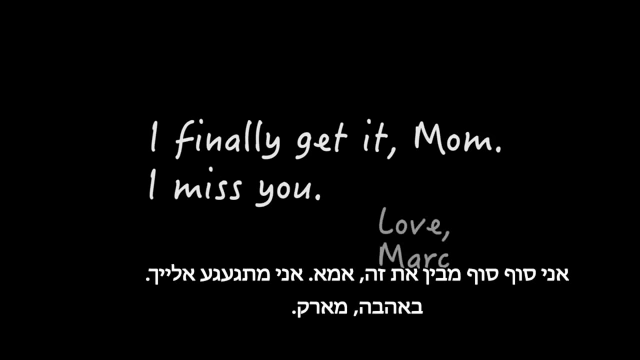 I finally get it, Mom.
I miss you.
Love,
Marc
אני סוף סוף מבין את זה, אמא. אני מתגעגע אלייך.
באהבה, מארק.